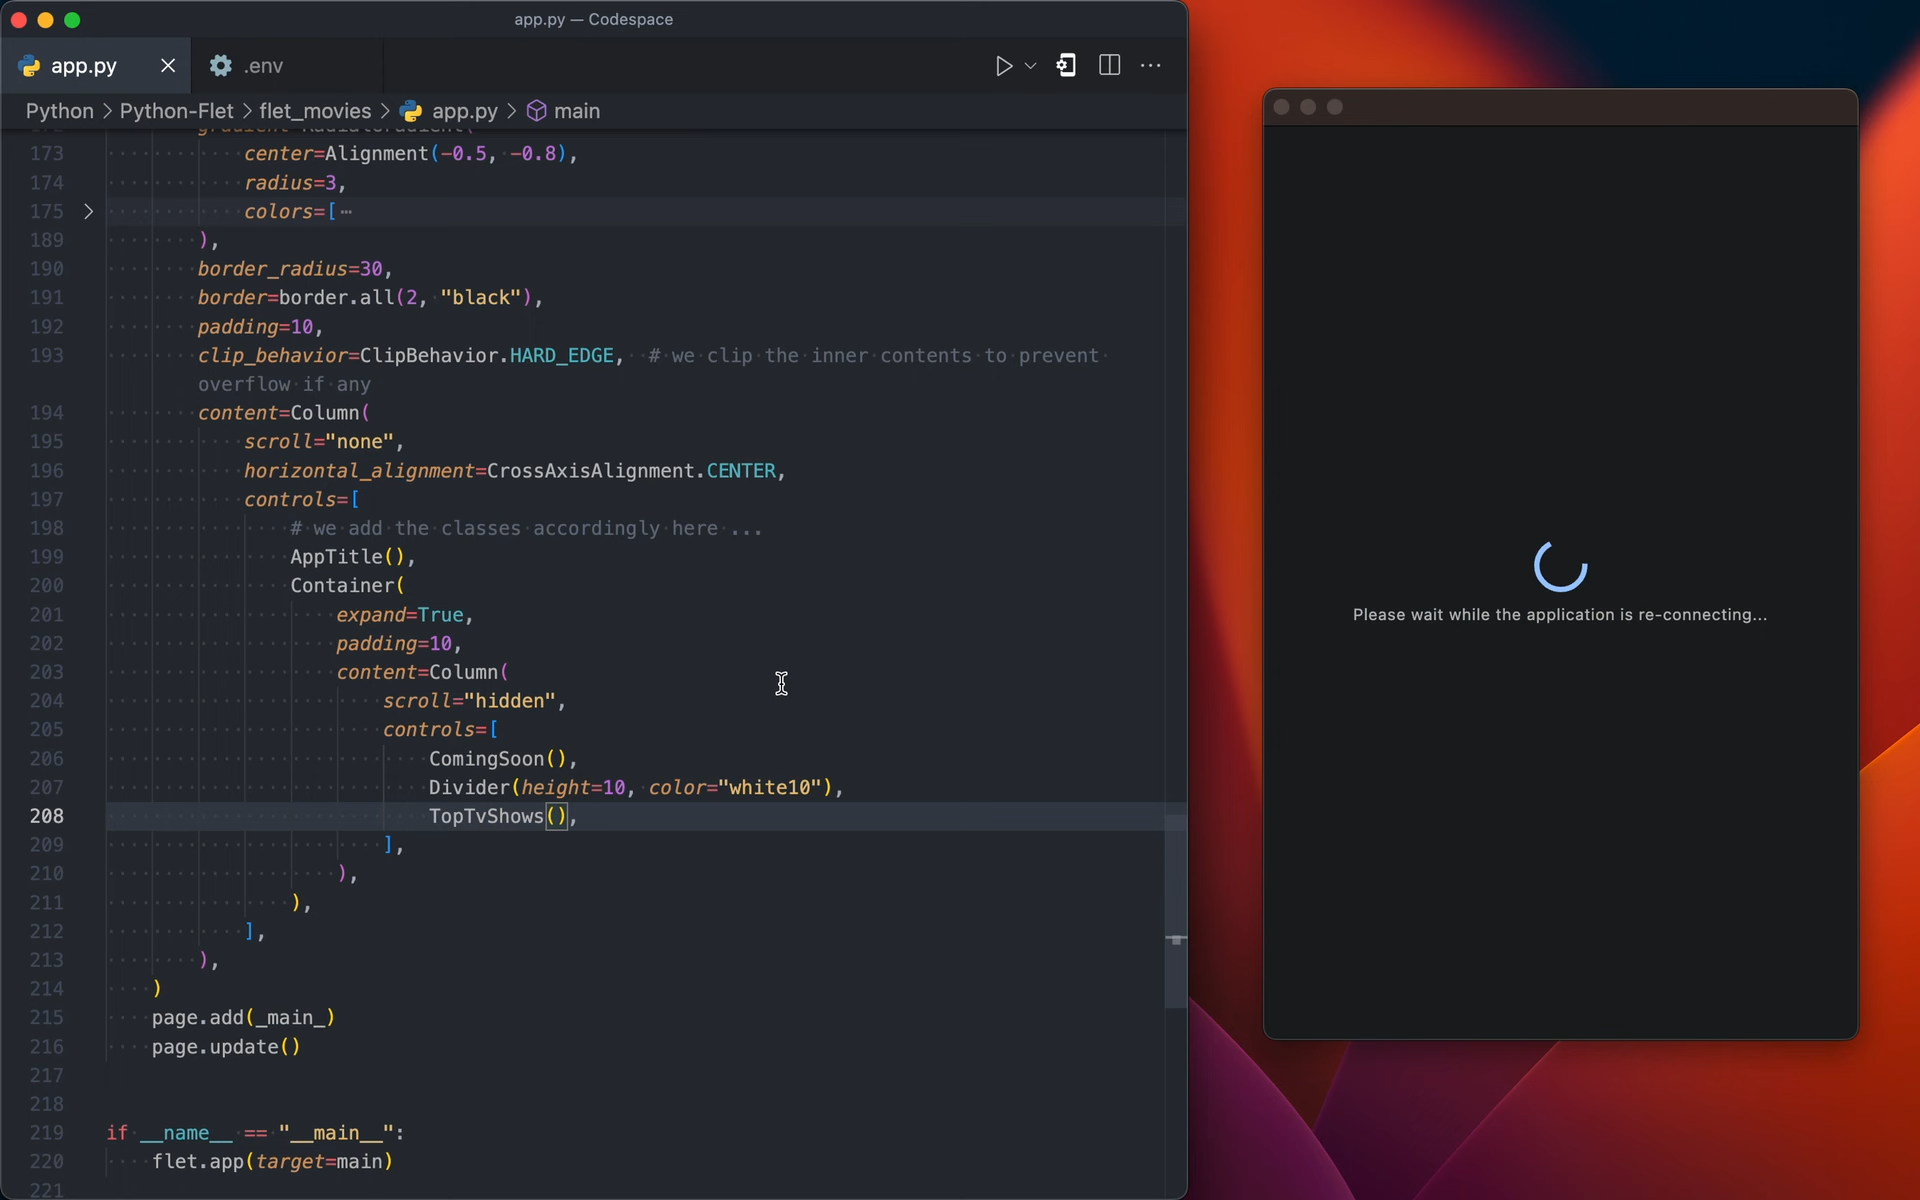 app.py — Codespace
app.py
.env
Python > Python-Flet > flet_movies > app.py > main
173 center=Alignment(-0.5, -0.8),
174 radius=3,
175 colors=[⋯
189 ),
190 border_radius=30,
191 border=border.all(2, "black"),
192 padding=10,
193 clip_behavior=ClipBehavior.HARD_EDGE, # we clip the inner contents to prevent
overflow if any
194 content=Column(
195 scroll="none",
196 horizontal_alignment=CrossAxisAlignment.CENTER,
197 controls=[
198 # we add the classes accordingly here ...
199 AppTitle(),
200 Container(
201 expand=True,
202 padding=10,
203 content=Column(
204 scroll="hidden",
205 controls=[
206 ComingSoon(),
207 Divider(height=10, color="white10"),
208 TopTvShows(),
209 ],
210 ),
211 ),
212 ],
213 ),
214 )
215 page.add(_main_)
216 page.update()
217
218
219 if __name__ == "__main__":
220 flet.app(target=main)
221
Please wait while the application is re-connecting...